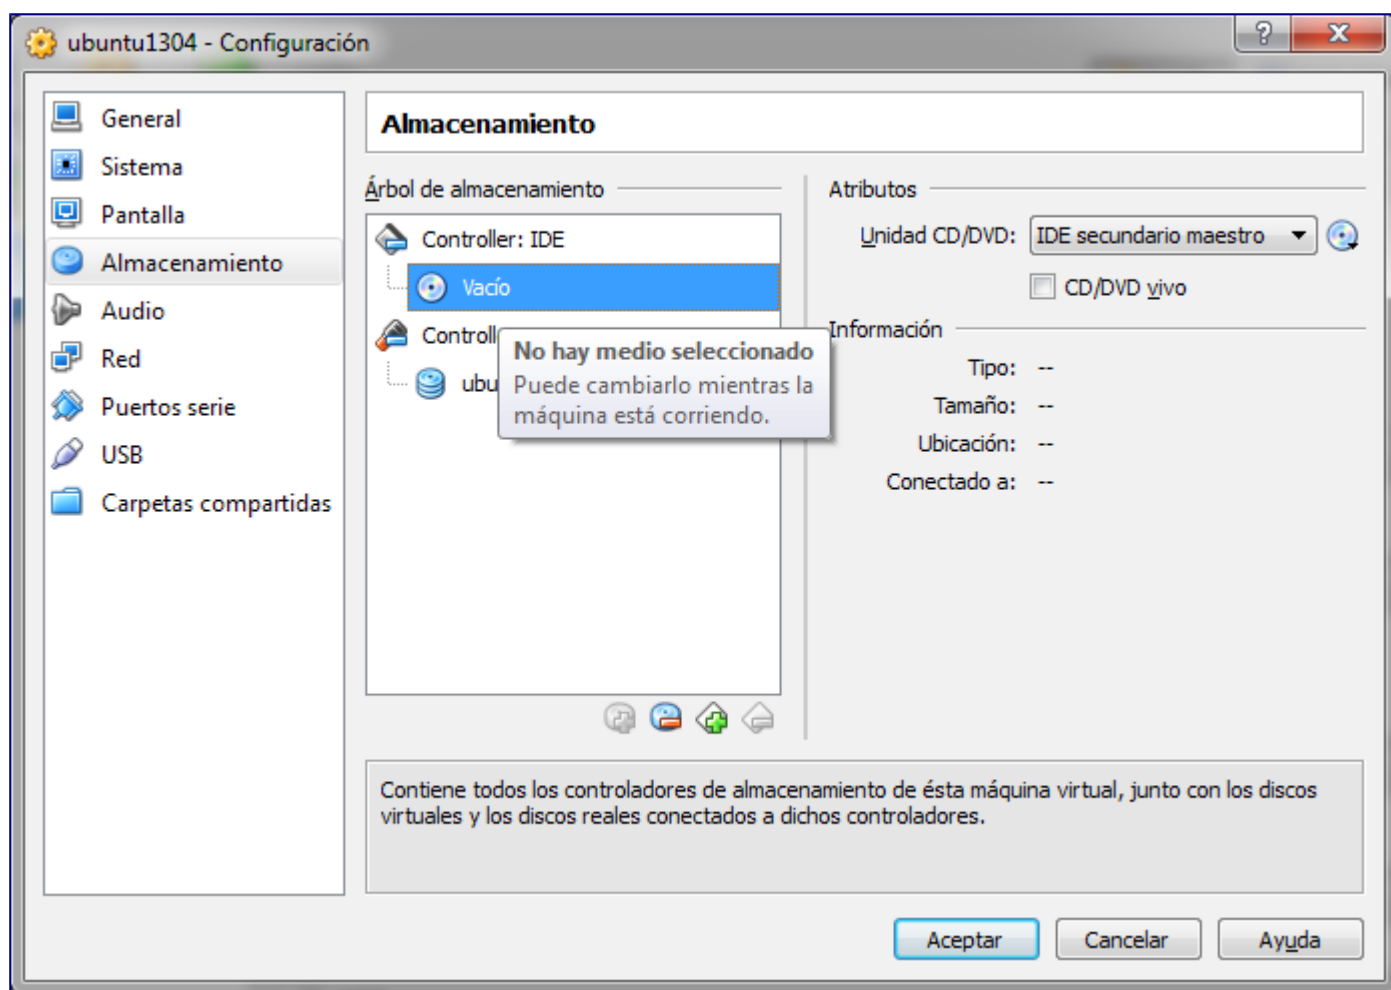 ubuntu1304 - Configuración
General
Sistema
Pantalla
Almacenamiento
Audio
Red
Puertos serie
USB
Carpetas compartidas
Almacenamiento
Árbol de almacenamiento
Controller: IDE
Vacío
No hay medio seleccionado
Puede cambiarlo mientras la
máquina está corriendo.
Atributos
Unidad CD/DVD: IDE secundario maestro
CD/DVD vivo
Información
Tipo: --
Tamaño: --
Ubicación: --
Conectado a: --
Contiene todos los controladores de almacenamiento de ésta máquina virtual, junto con los discos
virtuales y los discos reales conectados a dichos controladores.
Aceptar
Cancelar
Ayuda